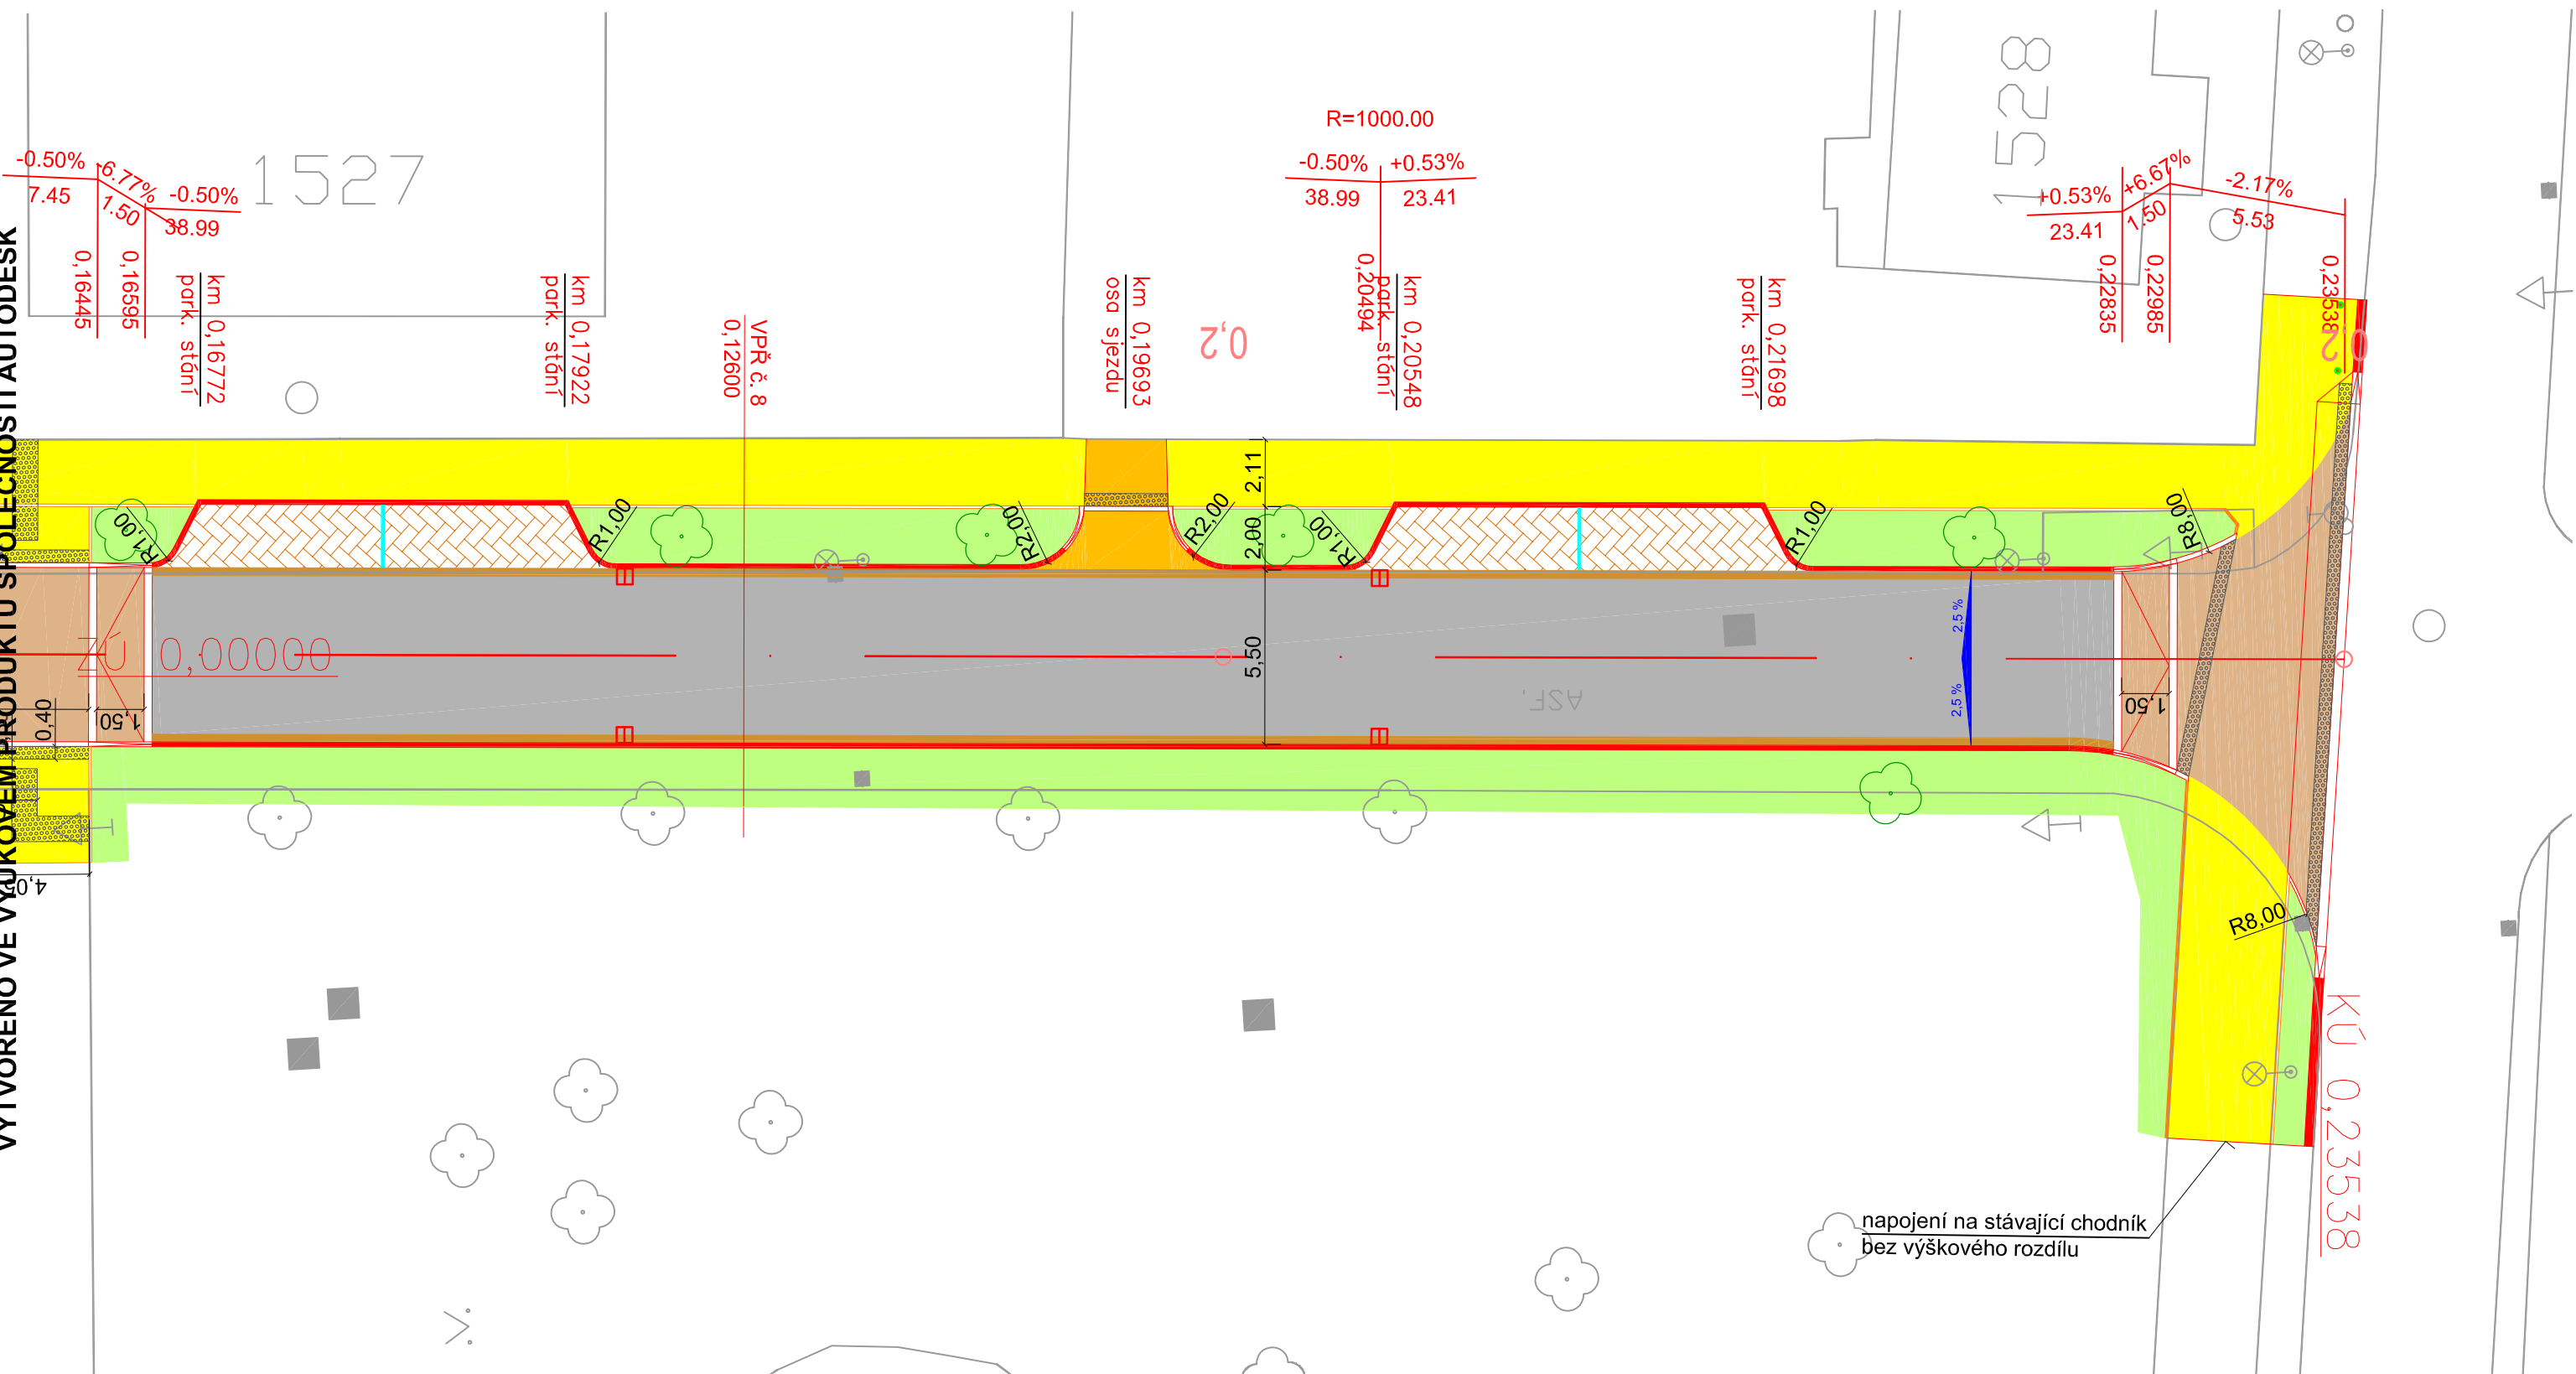 VYTVOŘENO VE VÝUKOVÉM PRODUKTU SPOLEČNOSTI AUTODESK
-0.50%
7.45
-6.77%
1.50
-0.50%
38.99
0,16445
0,16595
km 0,16772
park. stání
1527
km 0,17922
park. stání
VPŘ č. 8
0,12600
km 0,19693
osa sjezdu
0,2
R=1000.00
-0.50%
+0.53%
38.99
23.41
0,20494
km 0,20548
park. stání
km 0,21698
park. stání
1528
+0.53%
23.41
+6.67%
1.50
-2.17%
5.53
0,22835
0,22985
0,23538
0,2
R1,00
R1,00
R2,00
R2,00
2,11
2,00
R1,00
R1,00
R8,00
5,50
2,5 %
2,5 %
ASF.
ZÚ 0,00000
0,40
1,50
1,50
4,0
R8,00
KÚ 0,23538
napojení na stávající chodník
bez výškového rozdílu